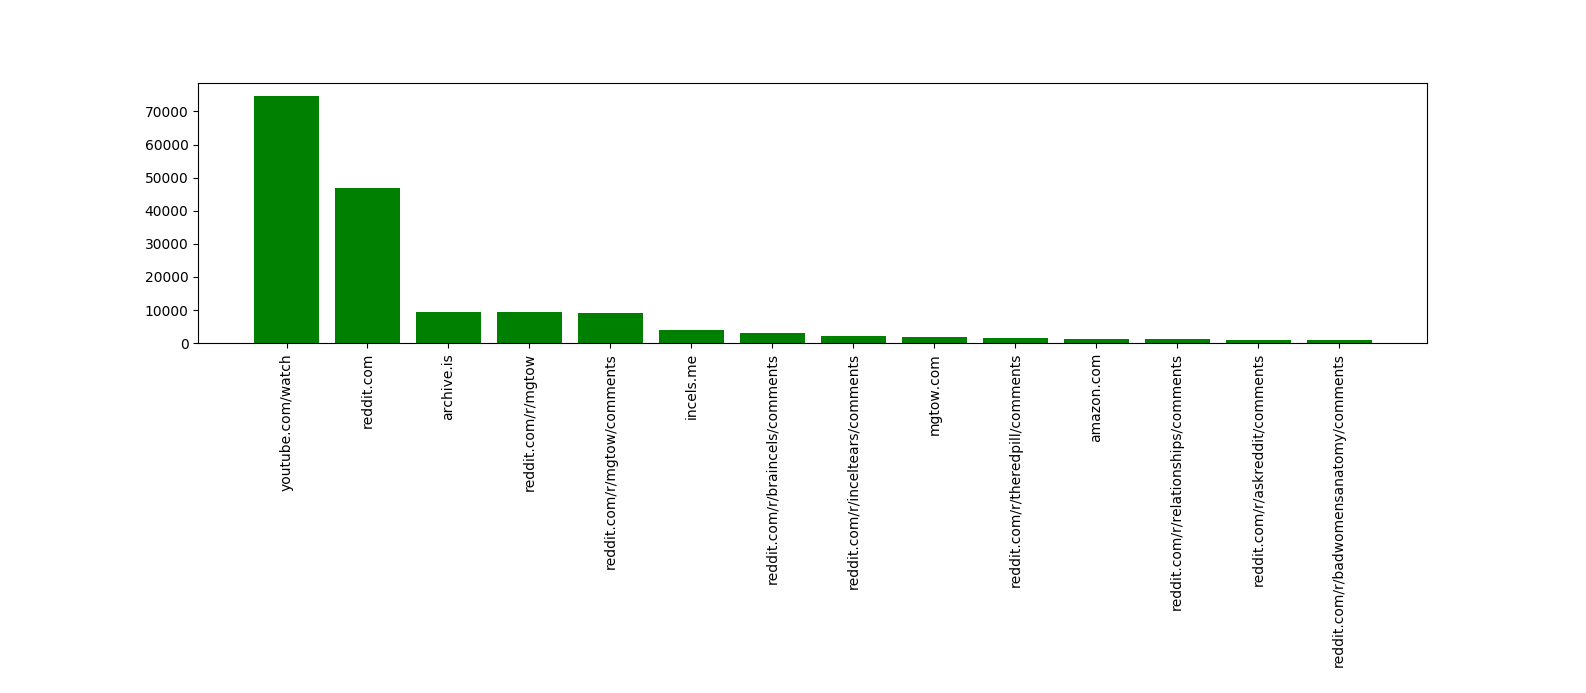 70000
60000
50000
40000
30000
20000
10000
0
youtube.com/watch
reddit.com
archive.is
reddit.com/r/mgtow
reddit.com/r/mgtow/comments
incels.me
reddit.com/r/braincels/comments
reddit.com/r/inceltears/comments
mgtow.com
reddit.com/r/theredpill/comments
amazon.com
reddit.com/r/relationships/comments
reddit.com/r/askreddit/comments
reddit.com/r/badwomensanatomy/comments